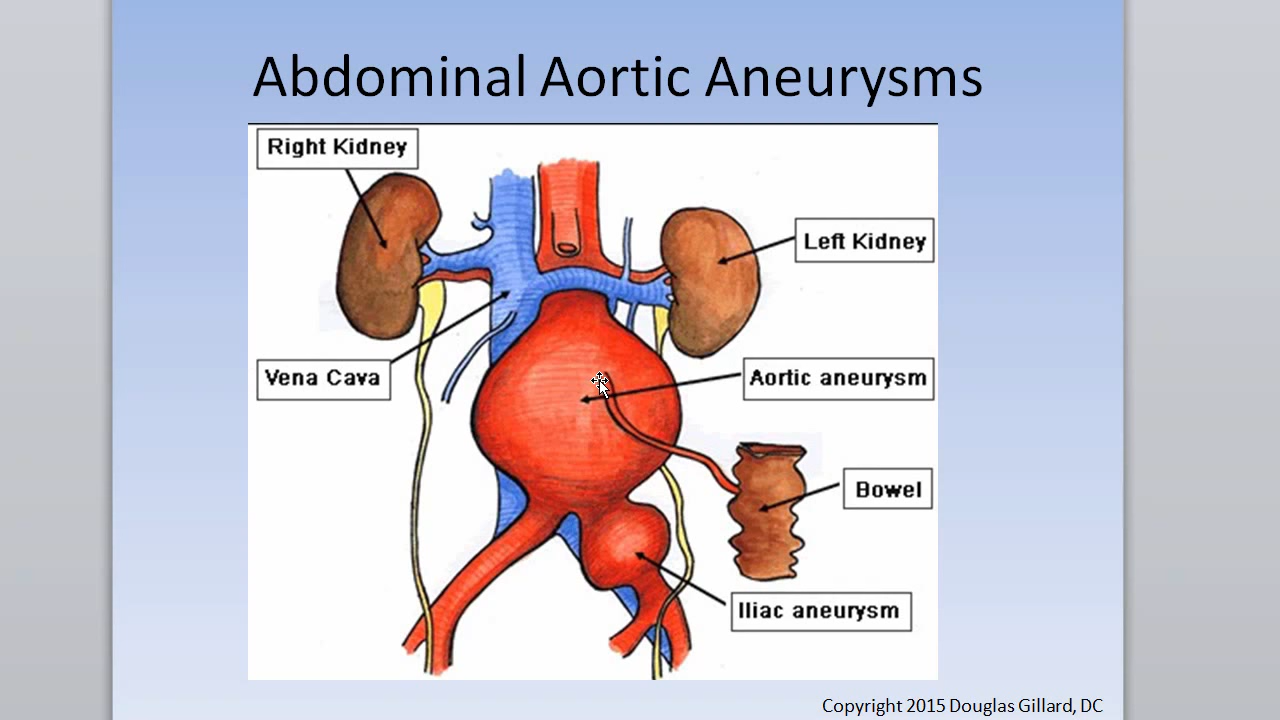 Abdominal Aortic Aneurysms
Right Kidney
Left Kidney
Vena Cava
Aortic aneurysm
Bowel
Iliac aneurysm
Copyright 2015 Douglas Gillard, DC